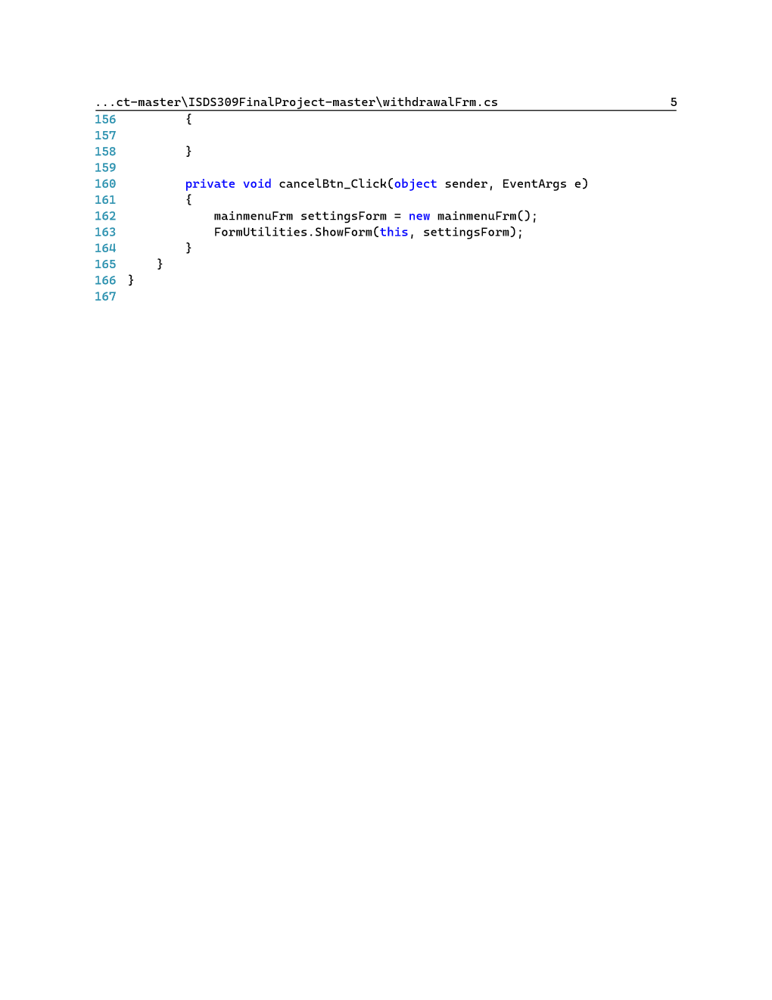 ...ct-master\ISDS309FinalProject-master\withdrawalFrm.cs 5
156         {
157
158         }
159
160         private void cancelBtn_Click(object sender, EventArgs e)
161         {
162             mainmenuFrm settingsForm = new mainmenuFrm();
163             FormUtilities.ShowForm(this, settingsForm);
164         }
165     }
166 }
167